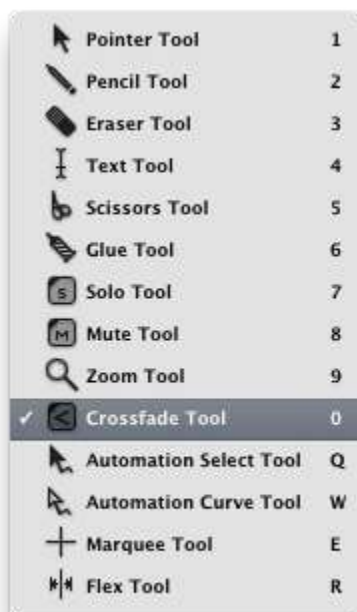 Pointer Tool 1
Pencil Tool 2
Eraser Tool 3
Text Tool 4
Scissors Tool 5
Glue Tool 6
S Solo Tool 7
M Mute Tool 8
Zoom Tool 9
Crossfade Tool 0
Automation Select Tool Q
Automation Curve Tool W
Marquee Tool E
Flex Tool R